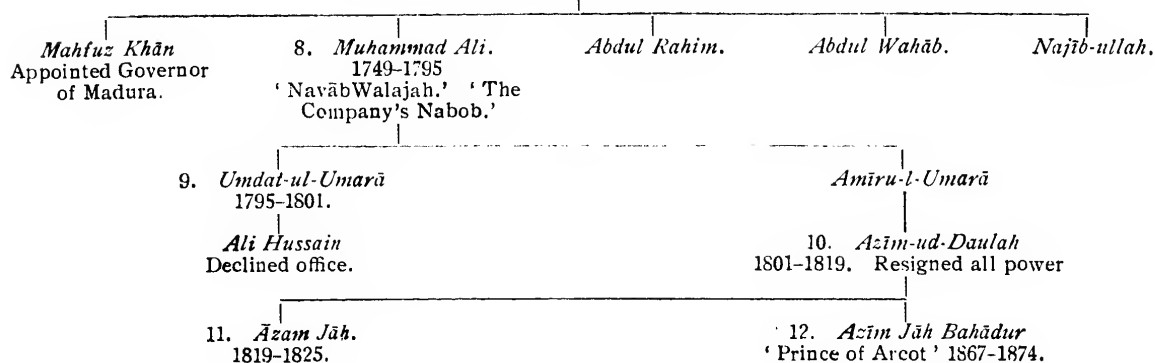 Mahfuz Khān
Appointed Governor
of Madura.
8. Muhammad Ali.
1749-1795
‘ NavābWalajah.’ ‘ The
Company’s Nabob.’
Abdul Rahim.
Abdul Wahāb.
Najīb-ullah.
9. Umdat-ul-Umarā
1795-1801.
Amīru-l-Umarā
Ali Hussain
Declined office.
10. Azīm-ud-Daulah
1801-1819. Resigned all power
11. Āzam Jāh.
1819-1825.
12. Azīm Jāh Bahādur
‘ Prince of Arcot ’ 1867-1874.